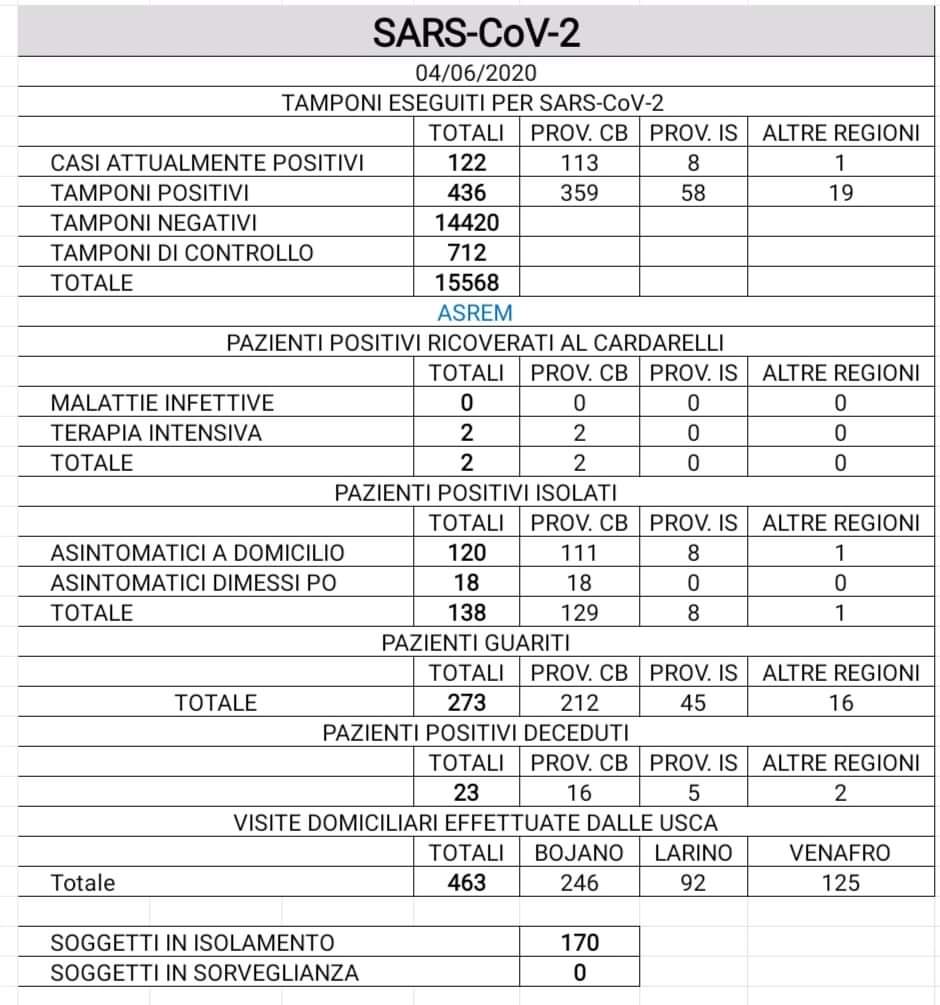 SARS-CoV-2
04/06/2020
TAMPONI ESEGUITI PER SARS-CoV-2
TOTALI PROV. CB PROV. IS ALTRE REGIONI
CASI ATTUALMENTE POSITIVI 122 113 8 1
TAMPONI POSITIVI 436 359 58 19
TAMPONI NEGATIVI 14420
TAMPONI DI CONTROLLO 712
TOTALE 15568
ASREM
PAZIENTI POSITIVI RICOVERATI AL CARDARELLI
TOTALI PROV. CB PROV. IS ALTRE REGIONI
MALATTIE INFETTIVE 0 0 0 0
TERAPIA INTENSIVA 2 2 0 0
TOTALE 2 2 0 0
PAZIENTI POSITIVI ISOLATI
TOTALI PROV. CB PROV. IS ALTRE REGIONI
ASINTOMATICI A DOMICILIO 120 111 8 1
ASINTOMATICI DIMESSI PO 18 18 0 0
TOTALE 138 129 8 1
PAZIENTI GUARITI
TOTALI PROV. CB PROV. IS ALTRE REGIONI
TOTALE 273 212 45 16
PAZIENTI POSITIVI DECEDUTI
TOTALI PROV. CB PROV. IS ALTRE REGIONI
23 16 5 2
VISITE DOMICILIARI EFFETTUATE DALLE USCA
TOTALI BOJANO LARINO VENAFRO
Totale 463 246 92 125
SOGGETTI IN ISOLAMENTO 170
SOGGETTI IN SORVEGLIANZA 0